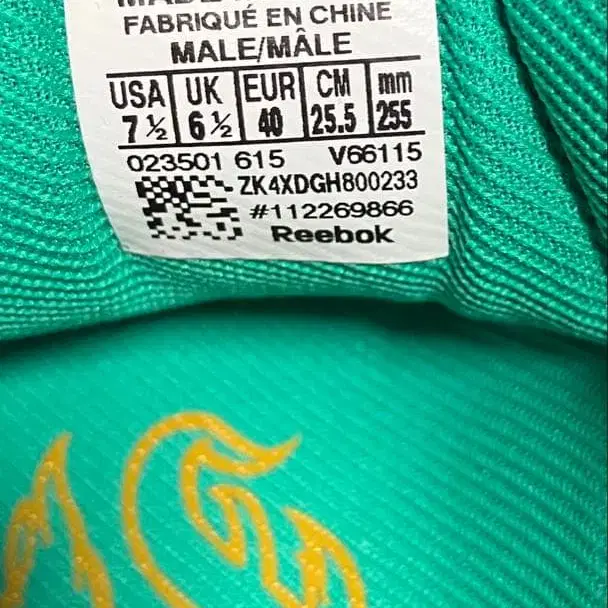 FABRIQUÉ EN CHINE
MALE/MÂLE
USA UK EUR CM mm
7 ½ 6 ½ 40 25.5 255
023501 615 V66115
ZK4XDGH800233
#112269866
Reebok